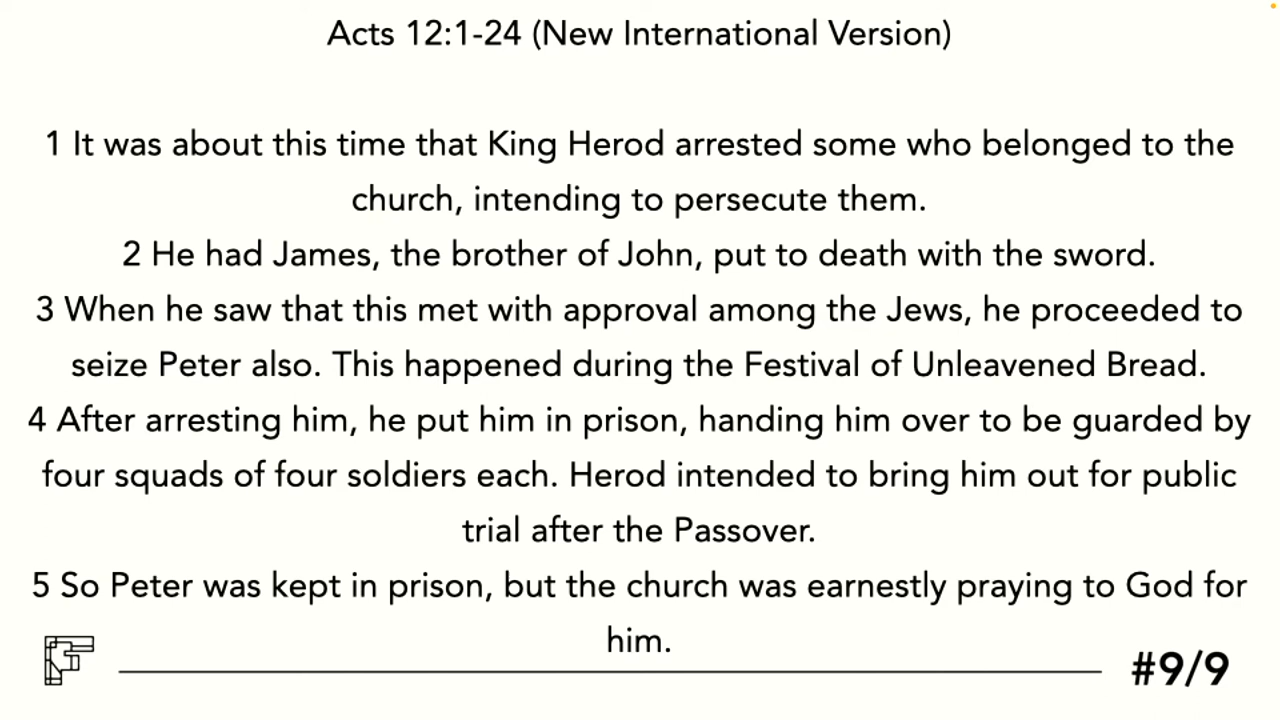 Acts 12:1-24 (New International Version)
1 It was about this time that King Herod arrested some who belonged to the
church, intending to persecute them.
2 He had James, the brother of John, put to death with the sword.
3 When he saw that this met with approval among the Jews, he proceeded to
seize Peter also. This happened during the Festival of Unleavened Bread.
4 After arresting him, he put him in prison, handing him over to be guarded by
four squads of four soldiers each. Herod intended to bring him out for public
trial after the Passover.
5 So Peter was kept in prison, but the church was earnestly praying to God for
him.
#9/9